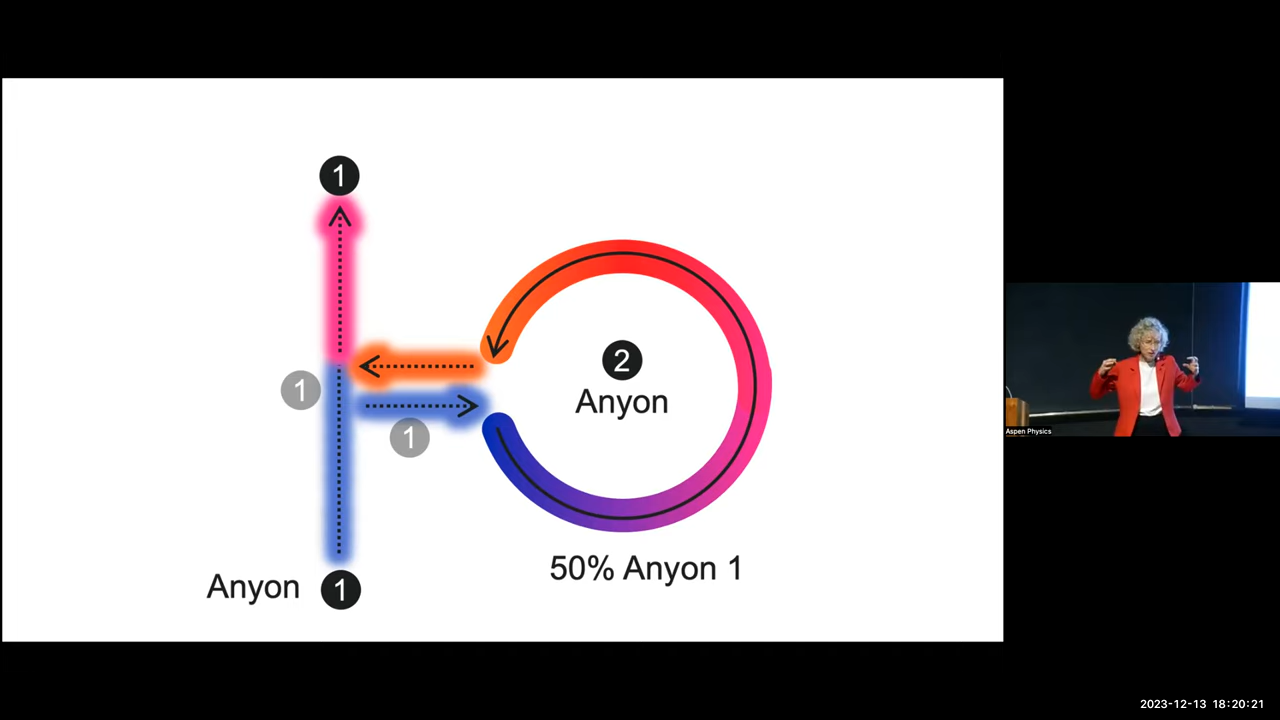 1
2
Anyon
1
1
50% Anyon 1
Anyon 1
Aspen Physics
2023-12-13 18:20:21